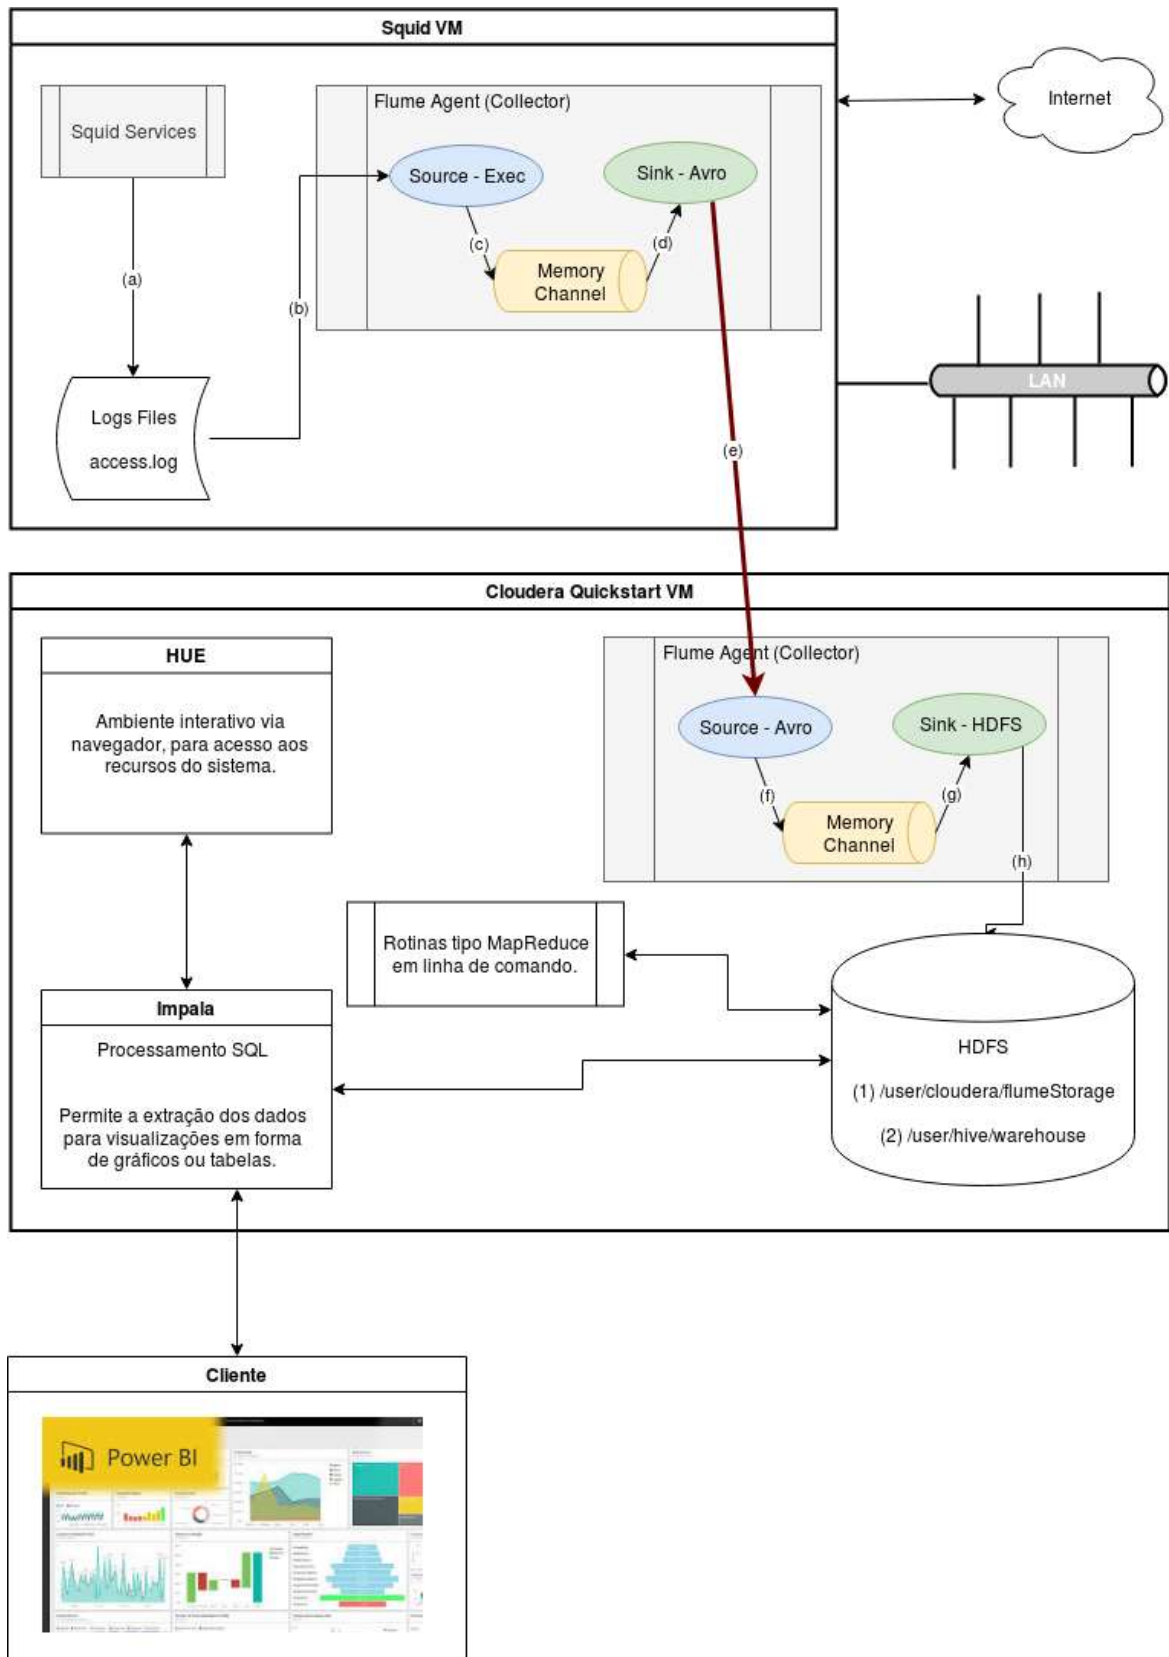 Squid VM
Squid Services
Flume Agent (Collector)
Source - Exec
Sink - Avro
(c)
(d)
Memory
Channel
Internet
(a)
(b)
LAN
Logs Files
access.log
(e)
Cloudera Quickstart VM
HUE
Ambiente interativo via
navegador, para acesso aos
recursos do sistema.
Flume Agent (Collector)
Source - Avro
Sink - HDFS
(f)
(g)
Memory
Channel
(h)
Rotinas tipo MapReduce
em linha de comando.
Impala
Processamento SQL
Permite a extração dos dados
para visualizações em forma
de gráficos ou tabelas.
HDFS
(1) /user/cloudera/flumeStorage
(2) /user/hive/warehouse
Cliente
Power BI